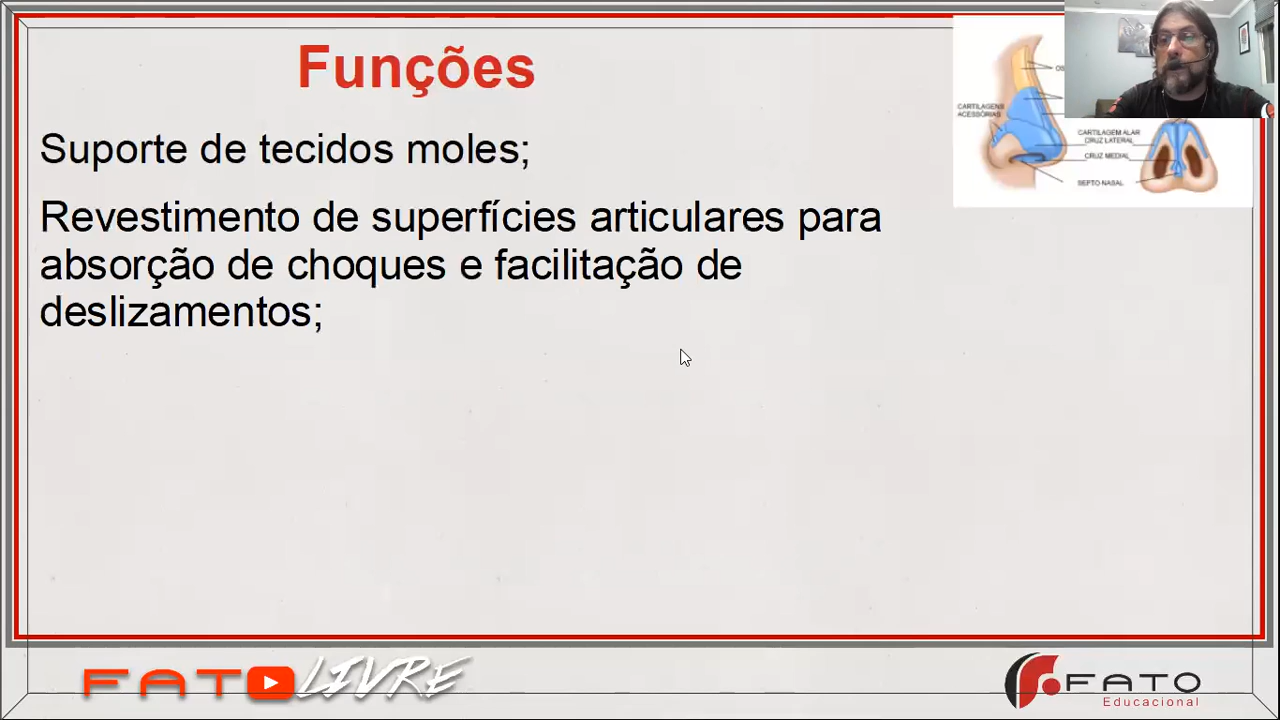 Funções
Suporte de tecidos moles;
Revestimento de superfícies articulares para
absorção de choques e facilitação de
deslizamentos;
CARTILAGENS
ACESSÓRIAS
CARTILAGEM ALAR
CRUZ LATERAL
CRUZ MEDIAL
SEPTO NASAL
FATO LIVRE
FATO
Educacional